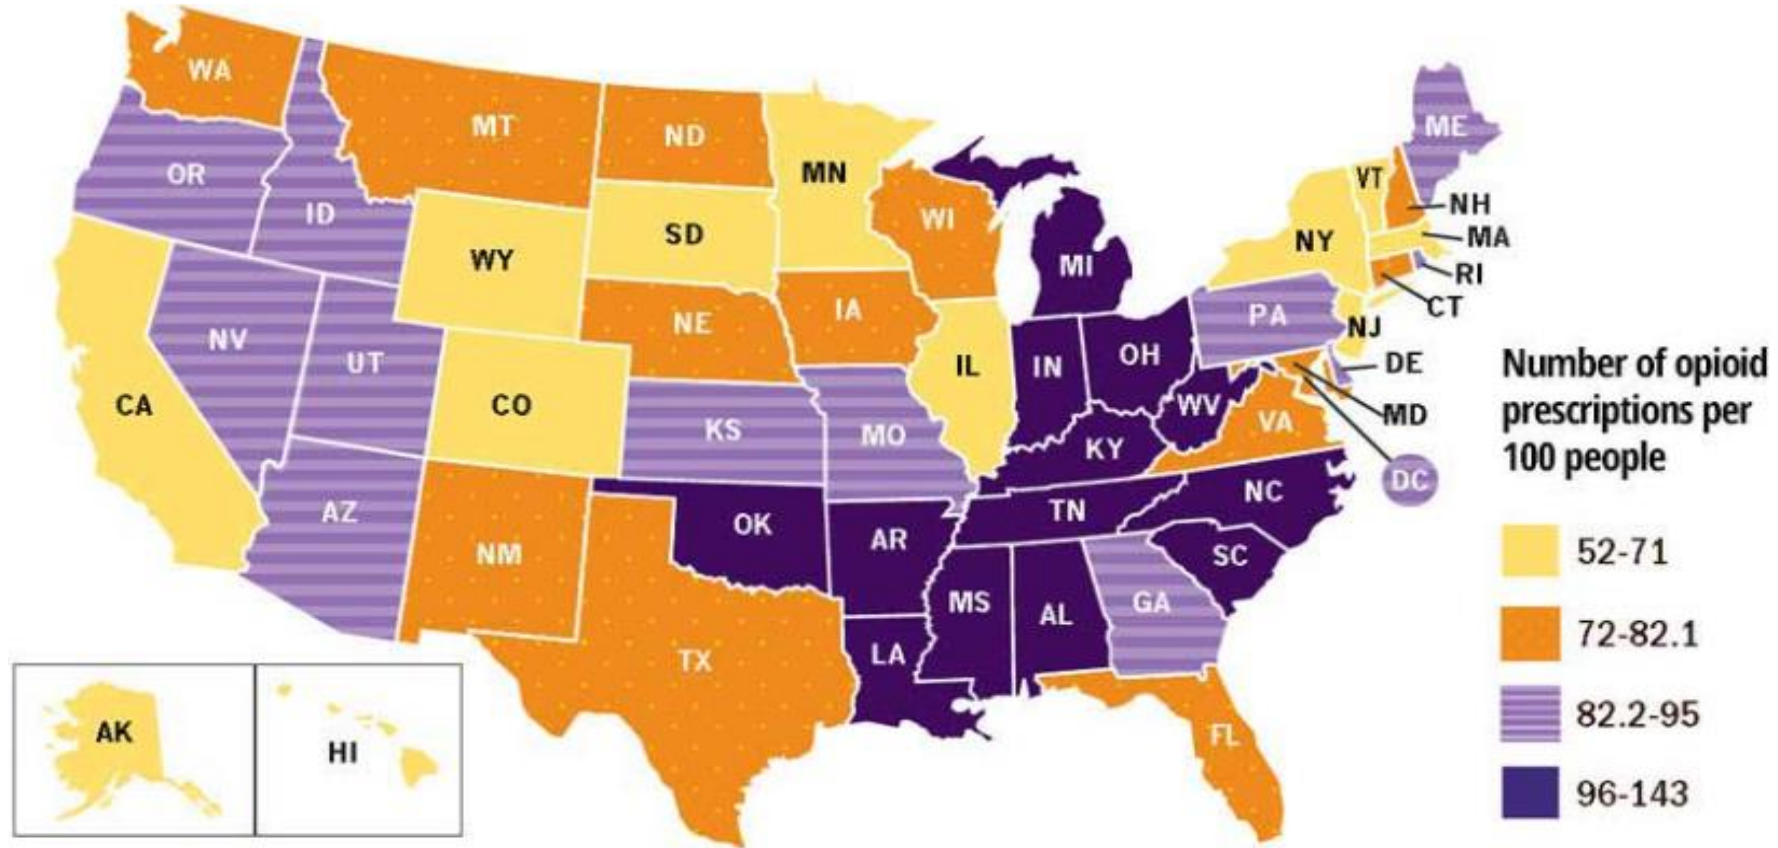 WA
MT
ND
MN
OR
ID
WY
SD
WI
MI
ME
VT
NH
NY
MA
RI
CT
NV
UT
CO
NE
IA
IL
IN
OH
PA
NJ
DE
MD
DC
CA
KS
MO
KY
WV
VA
AZ
NM
OK
AR
TN
NC
SC
TX
LA
MS
AL
GA
FL
AK
HI
Number of opioid
prescriptions per
100 people
52-71
72-82.1
82.2-95
96-143